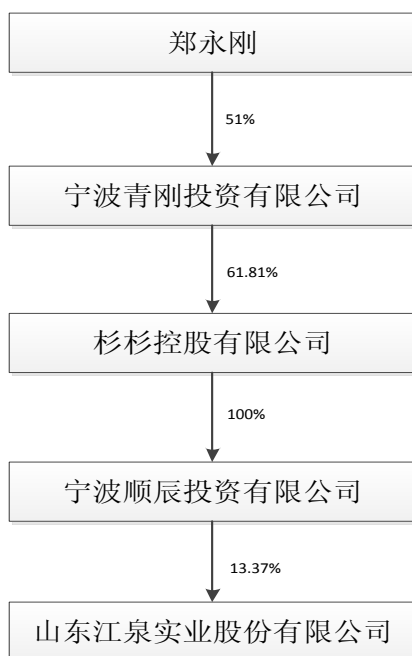 郑永刚
51%
宁波青刚投资有限公司
61.81%
杉杉控股有限公司
100%
宁波顺辰投资有限公司
13.37%
山东江泉实业股份有限公司